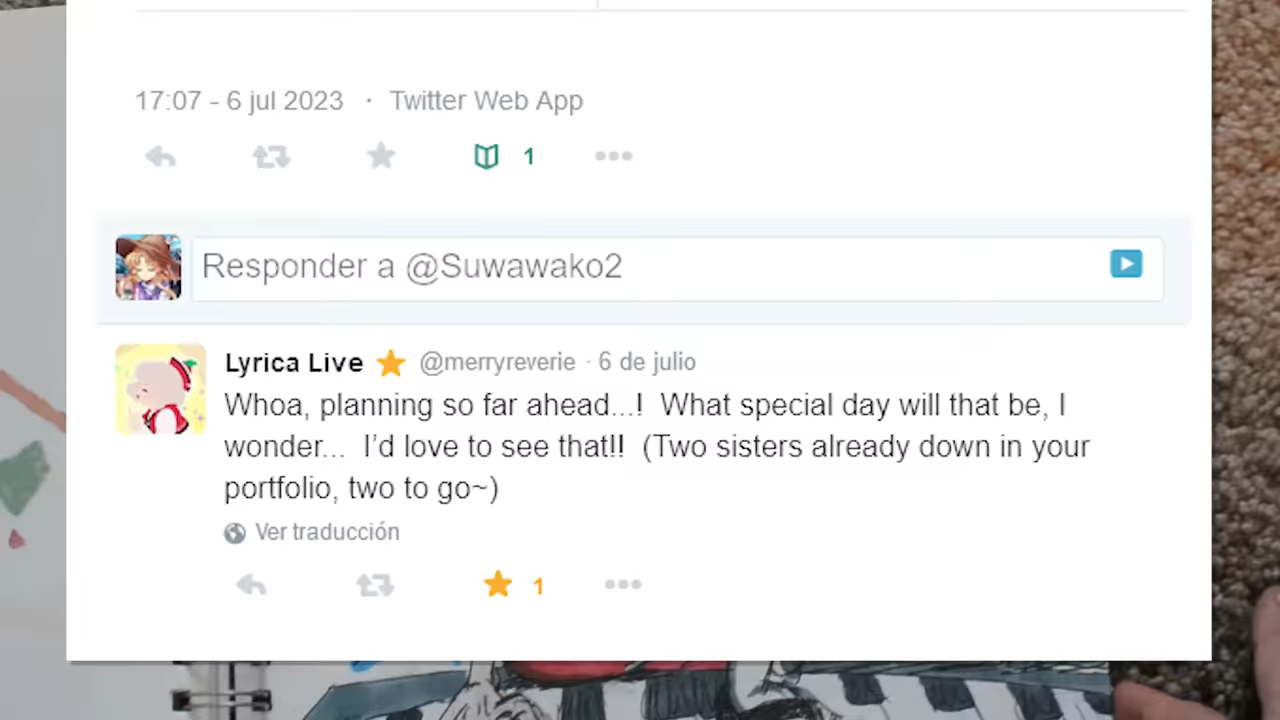 17:07 - 6 jul 2023 · Twitter Web App
1
Responder a @Suwawako2
Lyrica Live @merryreverie · 6 de julio
Whoa, planning so far ahead...! What special day will that be, I
wonder... I’d love to see that!! (Two sisters already down in your
portfolio, two to go~)
Ver traducción
1